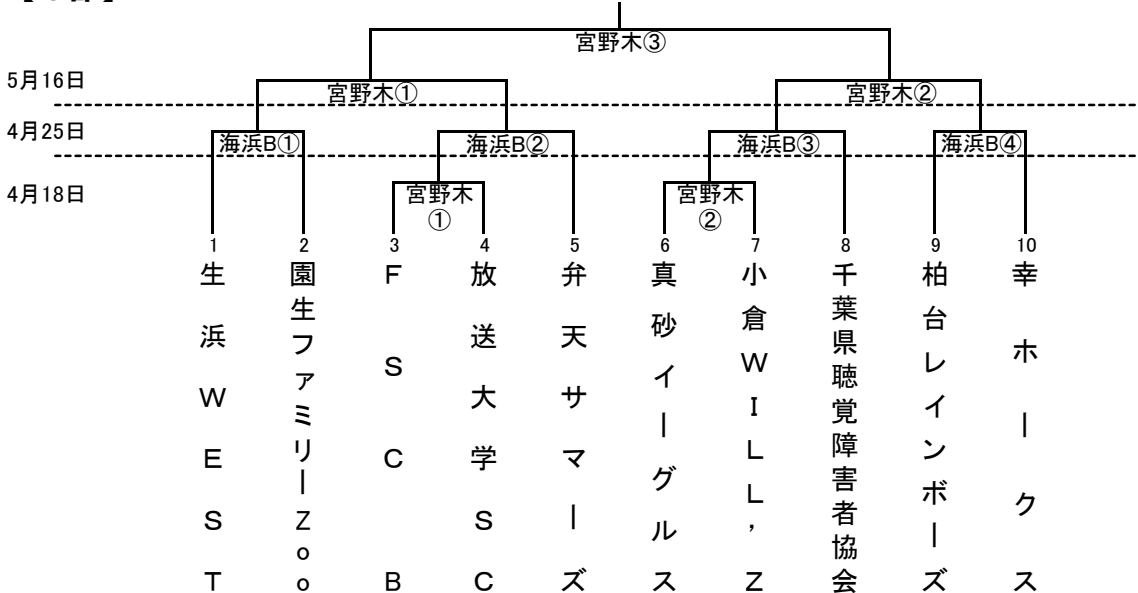 宮野木③
5月16日
宮野木①
宮野木②
4月25日
海浜B①
海浜B②
海浜B③
海浜B④
4月18日
宮野木
①
宮野木
②
1
2
3
4
5
6
7
8
9
10
生浜WEST
園生ファミリーZoo
FSCB
放送大学SC
弁天サマーズ
真砂イーグルス
小倉WILL’Z
千葉県聴覚障害者協会
柏台レインボーズ
幸ホークス